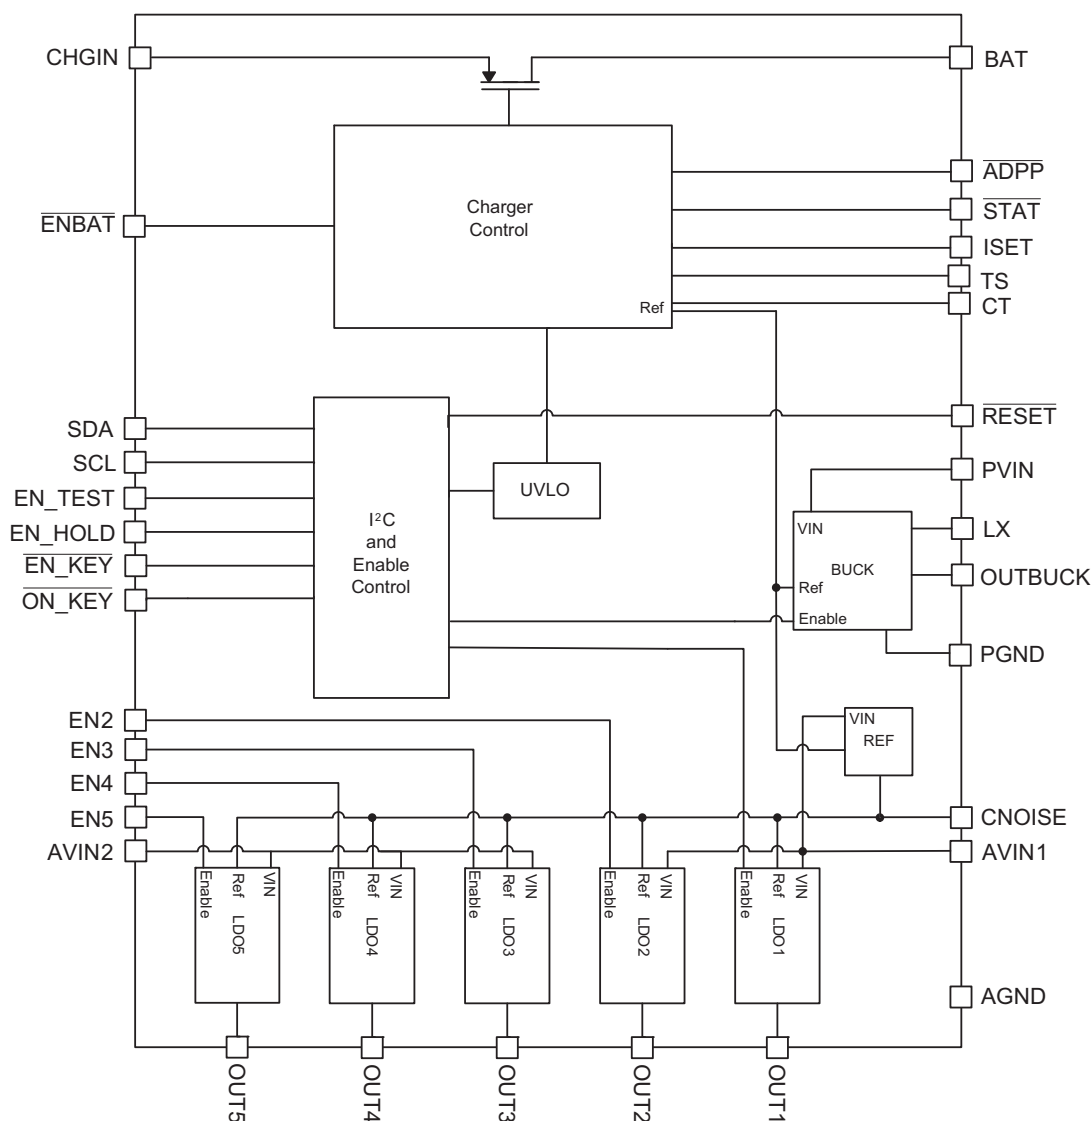 CHGIN
BAT
ADPP
Charger
Control
STAT
ENBAT
ISET
TS
CT
Ref
RESET
SDA
SCL
PVIN
UVLO
EN_TEST
I²C
and
Enable
Control
VIN
LX
EN_HOLD
EN_KEY
BUCK
OUTBUCK
Ref
ON_KEY
Enable
PGND
EN2
VIN
REF
EN3
EN4
EN5
CNOISE
AVIN2
AVIN1
Enable
Ref
VIN
LDO5
Enable
Ref
VIN
LDO4
Enable
Ref
VIN
LDO3
Enable
Ref
VIN
LDO2
Enable
Ref
VIN
LDO1
AGND
OUT5
OUT4
OUT3
OUT2
OUT1